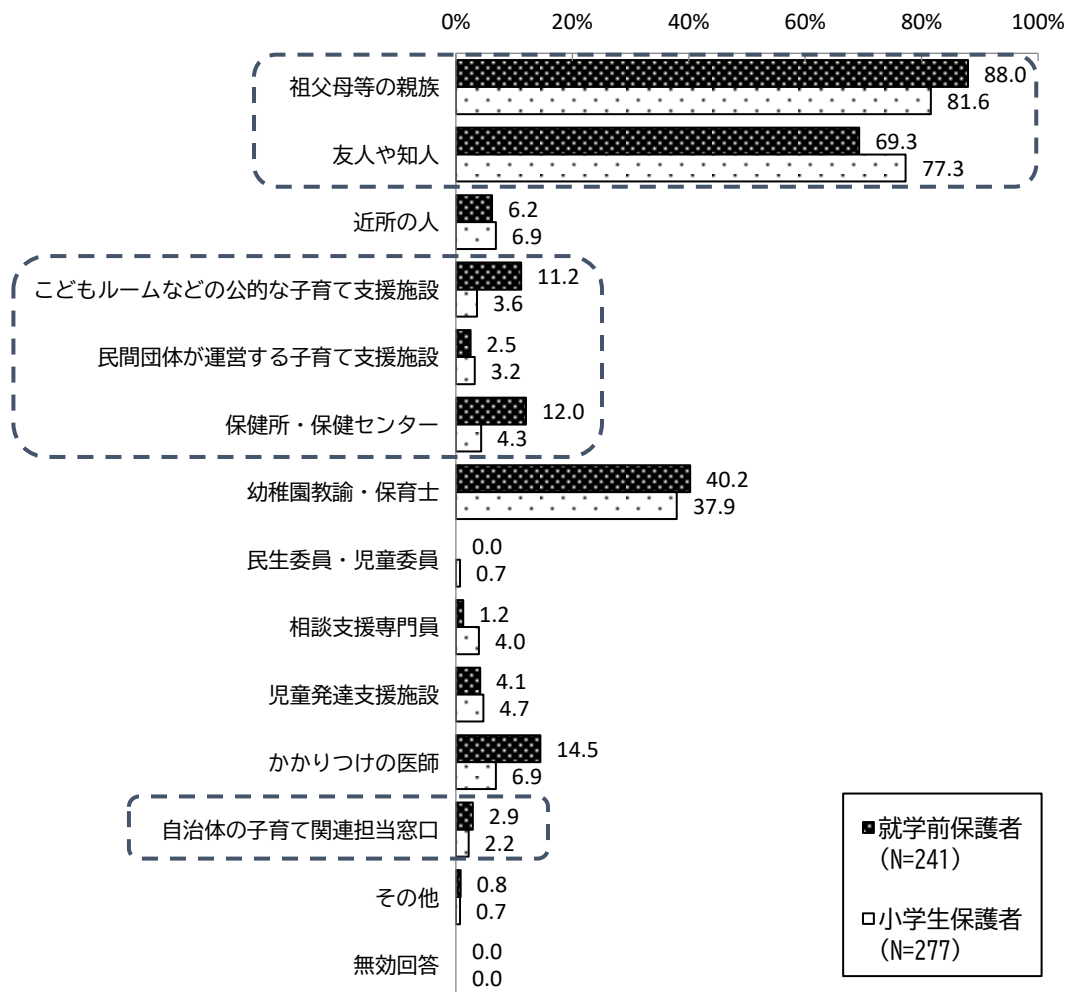 0% 20% 40% 60% 80% 100%
祖父母等の親族
88.0
81.6
友人や知人
69.3
77.3
近所の人
6.2
6.9
こどもルームなどの公的な子育て支援施設
11.2
3.6
民間団体が運営する子育て支援施設
2.5
3.2
保健所・保健センター
12.0
4.3
幼稚園教諭・保育士
40.2
37.9
民生委員・児童委員
0.0
0.7
相談支援専門員
1.2
4.0
児童発達支援施設
4.1
4.7
かかりつけの医師
14.5
6.9
自治体の子育て関連担当窓口
2.9
2.2
その他
0.8
0.7
無効回答
0.0
0.0
就学前保護者
(N=241)
小学生保護者
(N=277)